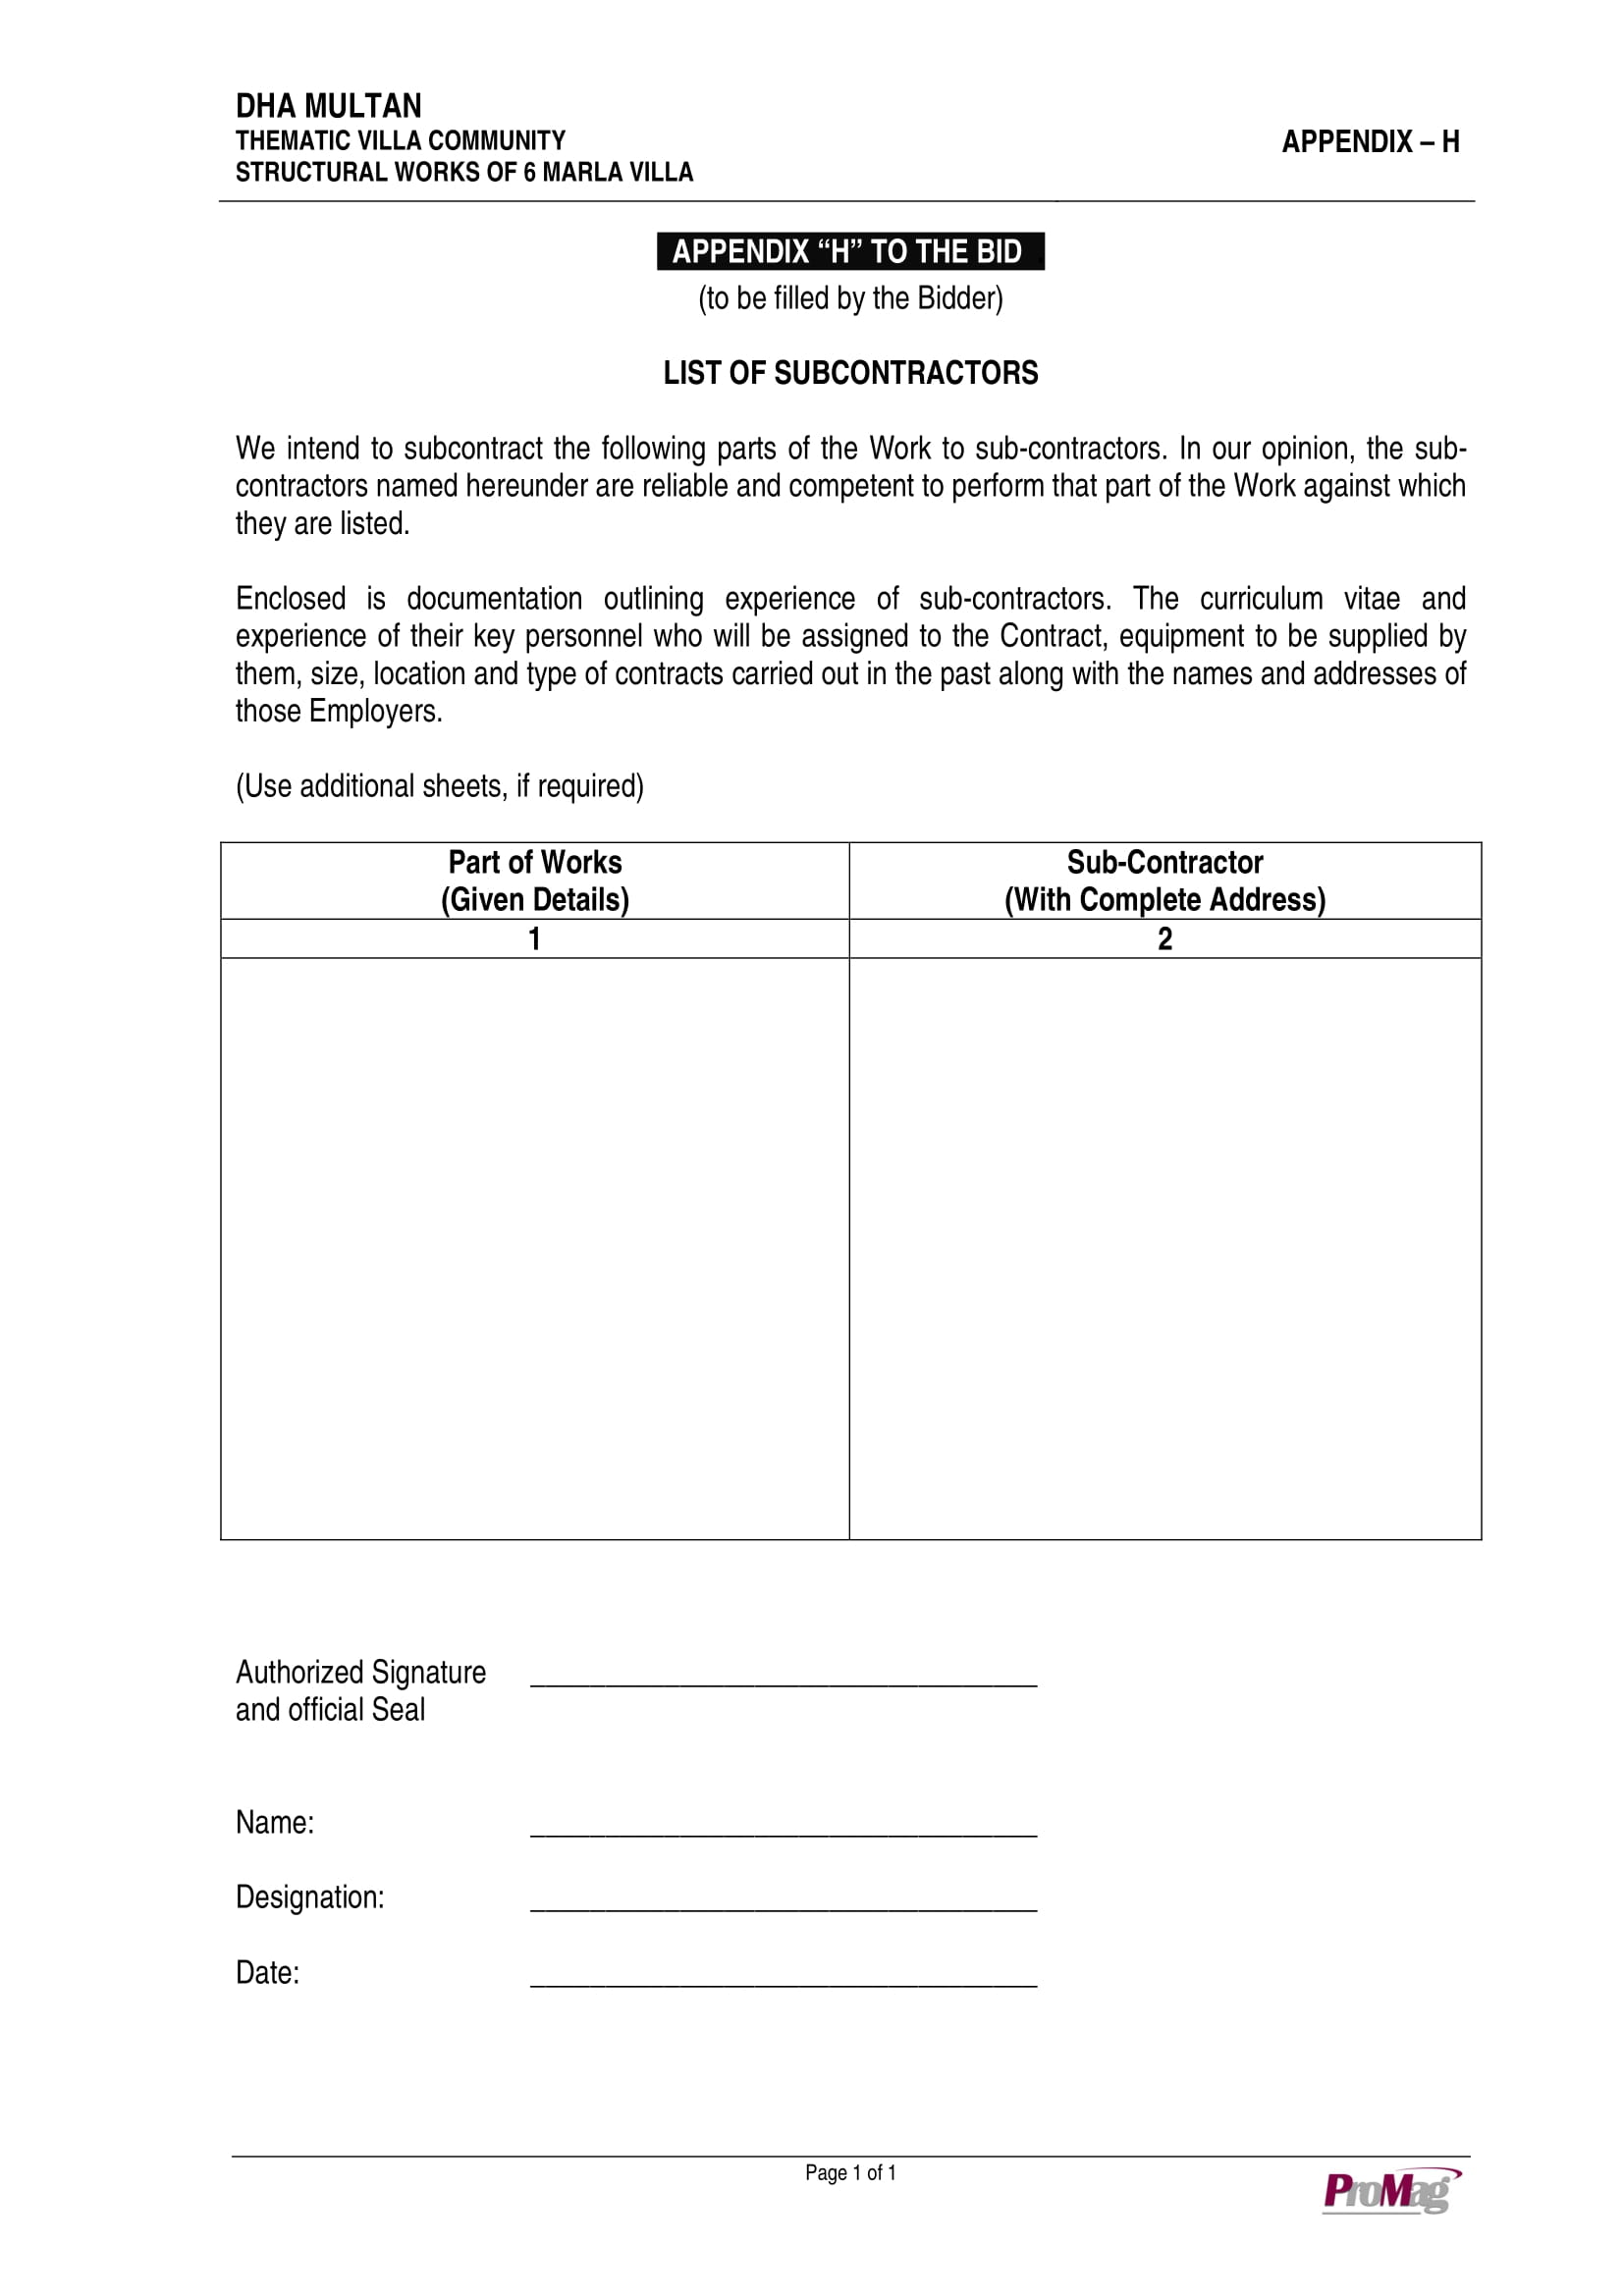 DHA MULTAN
THEMATIC VILLA COMMUNITY
STRUCTURAL WORKS OF 6 MARLA VILLA
APPENDIX – H
APPENDIX “H” TO THE BID
(to be filled by the Bidder)
LIST OF SUBCONTRACTORS
We intend to subcontract the following parts of the Work to sub-contractors. In our opinion, the sub-
contractors named hereunder are reliable and competent to perform that part of the Work against which
they are listed.
Enclosed is documentation outlining experience of sub-contractors. The curriculum vitae and
experience of their key personnel who will be assigned to the Contract, equipment to be supplied by
them, size, location and type of contracts carried out in the past along with the names and addresses of
those Employers.
(Use additional sheets, if required)
Part of Works
(Given Details)
Sub-Contractor
(With Complete Address)
1
2
Authorized Signature
and official Seal
Name:
Designation:
Date:
Page 1 of 1
ProMag